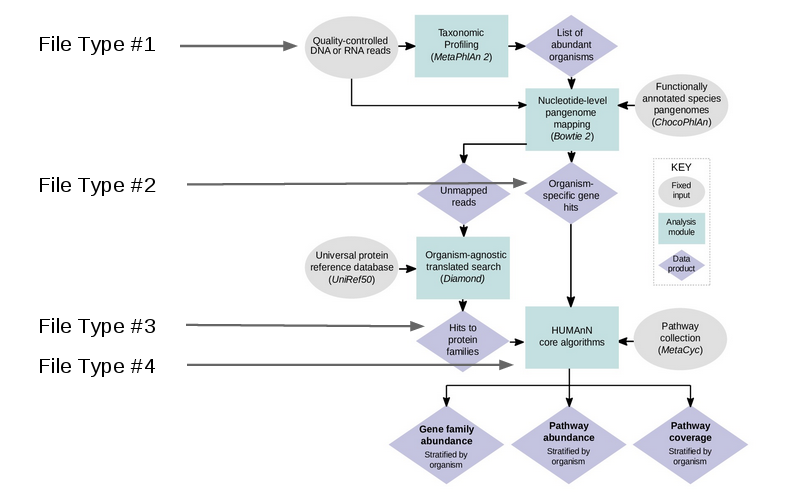 File Type #1
Quality-controlled
DNA or RNA reads
Taxonomic
Profiling
(MetaPhlAn 2)
List of
abundant
organisms
Nucleotide-level
pangenome
mapping
(Bowtie 2)
Functionally
annotated species
pangenomes
(ChocoPhlAn)
File Type #2
Unmapped
reads
Organism-
specific gene
hits
KEY
Fixed
input
Analysis
module
Data
product
Universal protein
reference database
(UniRef50)
Organism-agnostic
translated search
(Diamond)
File Type #3
Hits to
protein
families
HUMAnN
core algorithms
Pathway
collection
(MetaCyc)
File Type #4
Gene family
abundance
Stratified by
organism
Pathway
abundance
Stratified by
organism
Pathway
coverage
Stratified by
organism